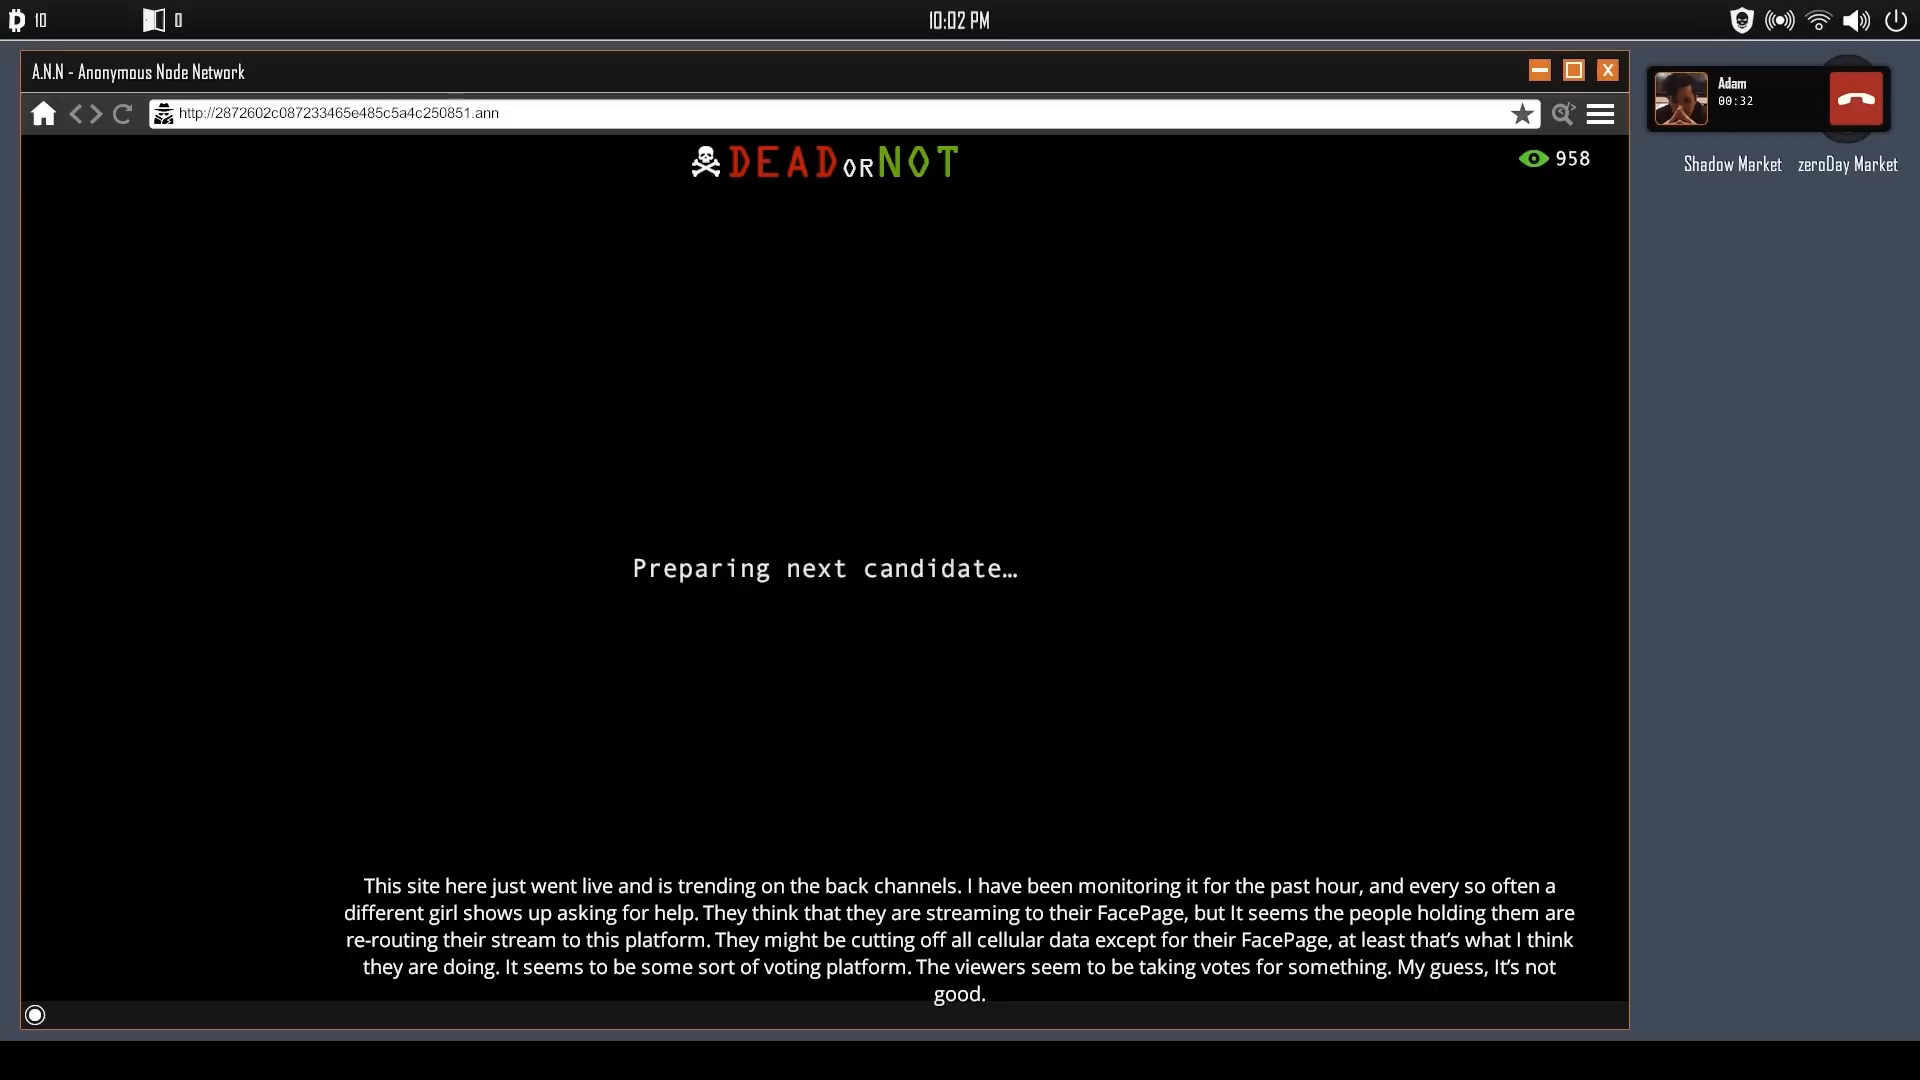 10
0
10:02 PM
A.N.N - Anonymous Node Network
http://2872602c087233465e485c5a4c250851.ann
Adam
00:32
DEAD OR NOT
958
Shadow Market
zeroDay Market
Preparing next candidate…
This site here just went live and is trending on the back channels. I have been monitoring it for the past hour, and every so often a
different girl shows up asking for help. They think that they are streaming to their FacePage, but It seems the people holding them are
re-routing their stream to this platform. They might be cutting off all cellular data except for their FacePage, at least that’s what I think
they are doing. It seems to be some sort of voting platform. The viewers seem to be taking votes for something. My guess, It’s not
good.